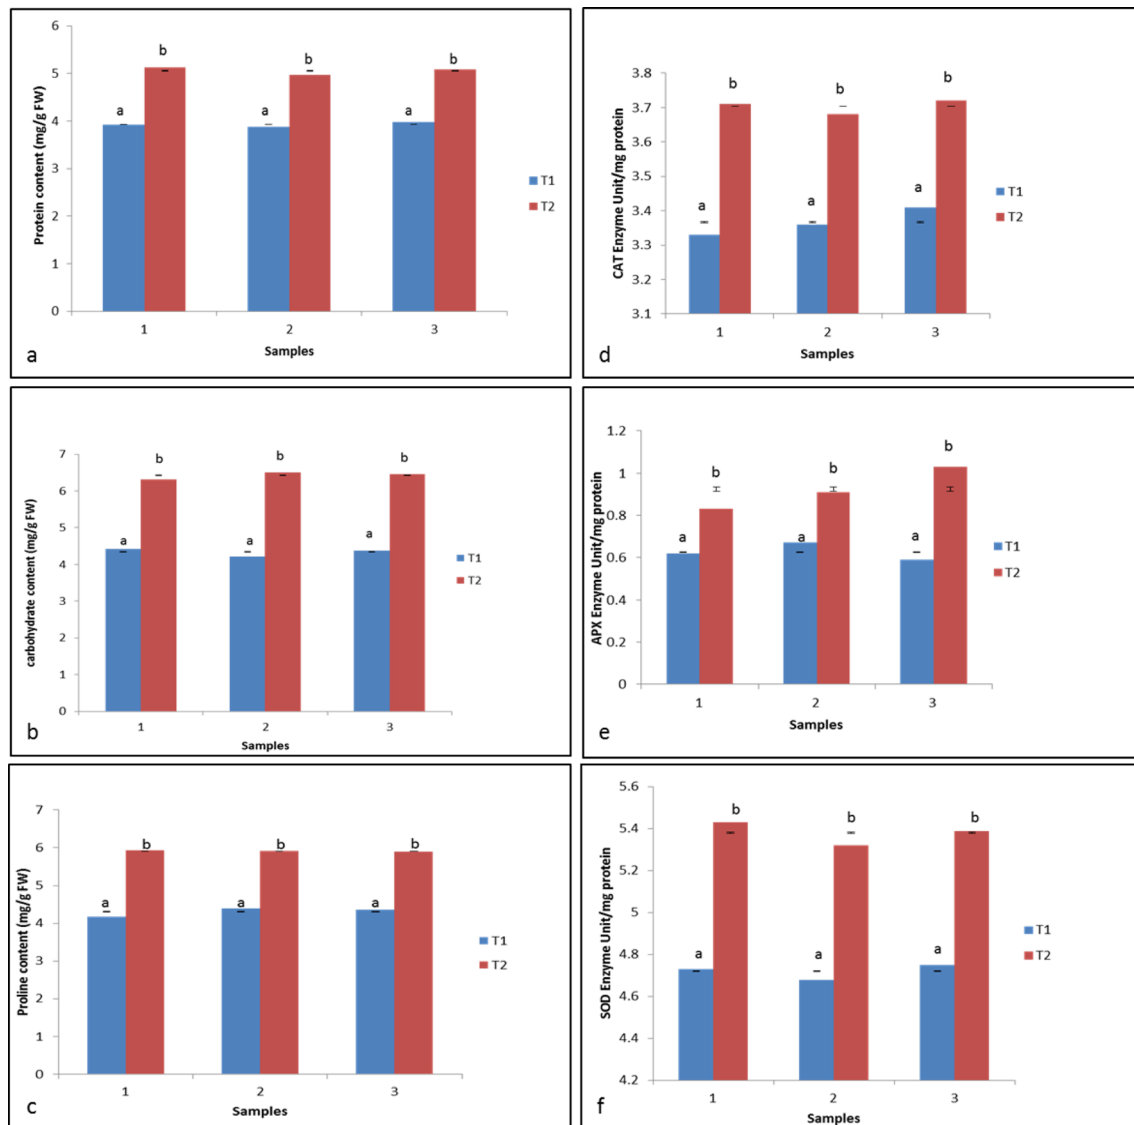 6
5
4
3
2
1
0
Protein content (mg/g FW)
a b a b a b
1 2 3
Samples
T1
T2
a
3.8
3.7
3.6
3.5
3.4
3.3
3.2
3.1
CAT Enzyme Unit/mg protein
a b a b a b
1 2 3
Samples
T1
T2
d
7
6
5
4
3
2
1
0
carbohydrate content (mg/g FW)
a b a b a b
1 2 3
Samples
T1
T2
b
1.2
1
0.8
0.6
0.4
0.2
0
APX Enzyme Unit/mg protein
a b a b a b
1 2 3
Samples
T1
T2
e
7
6
5
4
3
2
1
0
Proline content (mg/g FW)
a b a b a b
1 2 3
Samples
T1
T2
c
5.6
5.4
5.2
5
4.8
4.6
4.4
4.2
SOD Enzyme Unit/mg protein
a b a b a b
1 2 3
Samples
T1
T2
f